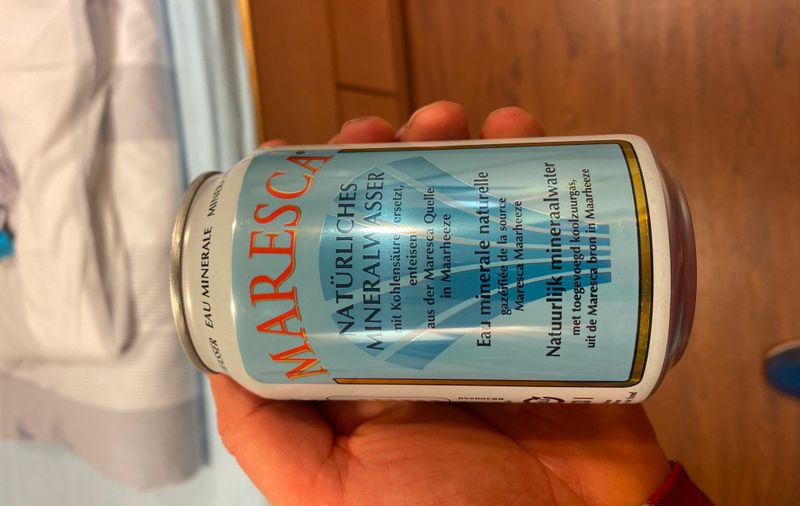 EAU MINERALE
MARESCA®
NATÜRLICHES
MINERALWASSER
mit Kohlensäure versetzt,
enteisent
aus der Maresca Quelle
in Maarheeze
Eau minerale naturelle
gazéifiée de la source
Maresca Maarheeze
Natuurlijk mineraalwater
met toegevoegd koolzuurgas,
uit de Maresca bron in Maarheeze